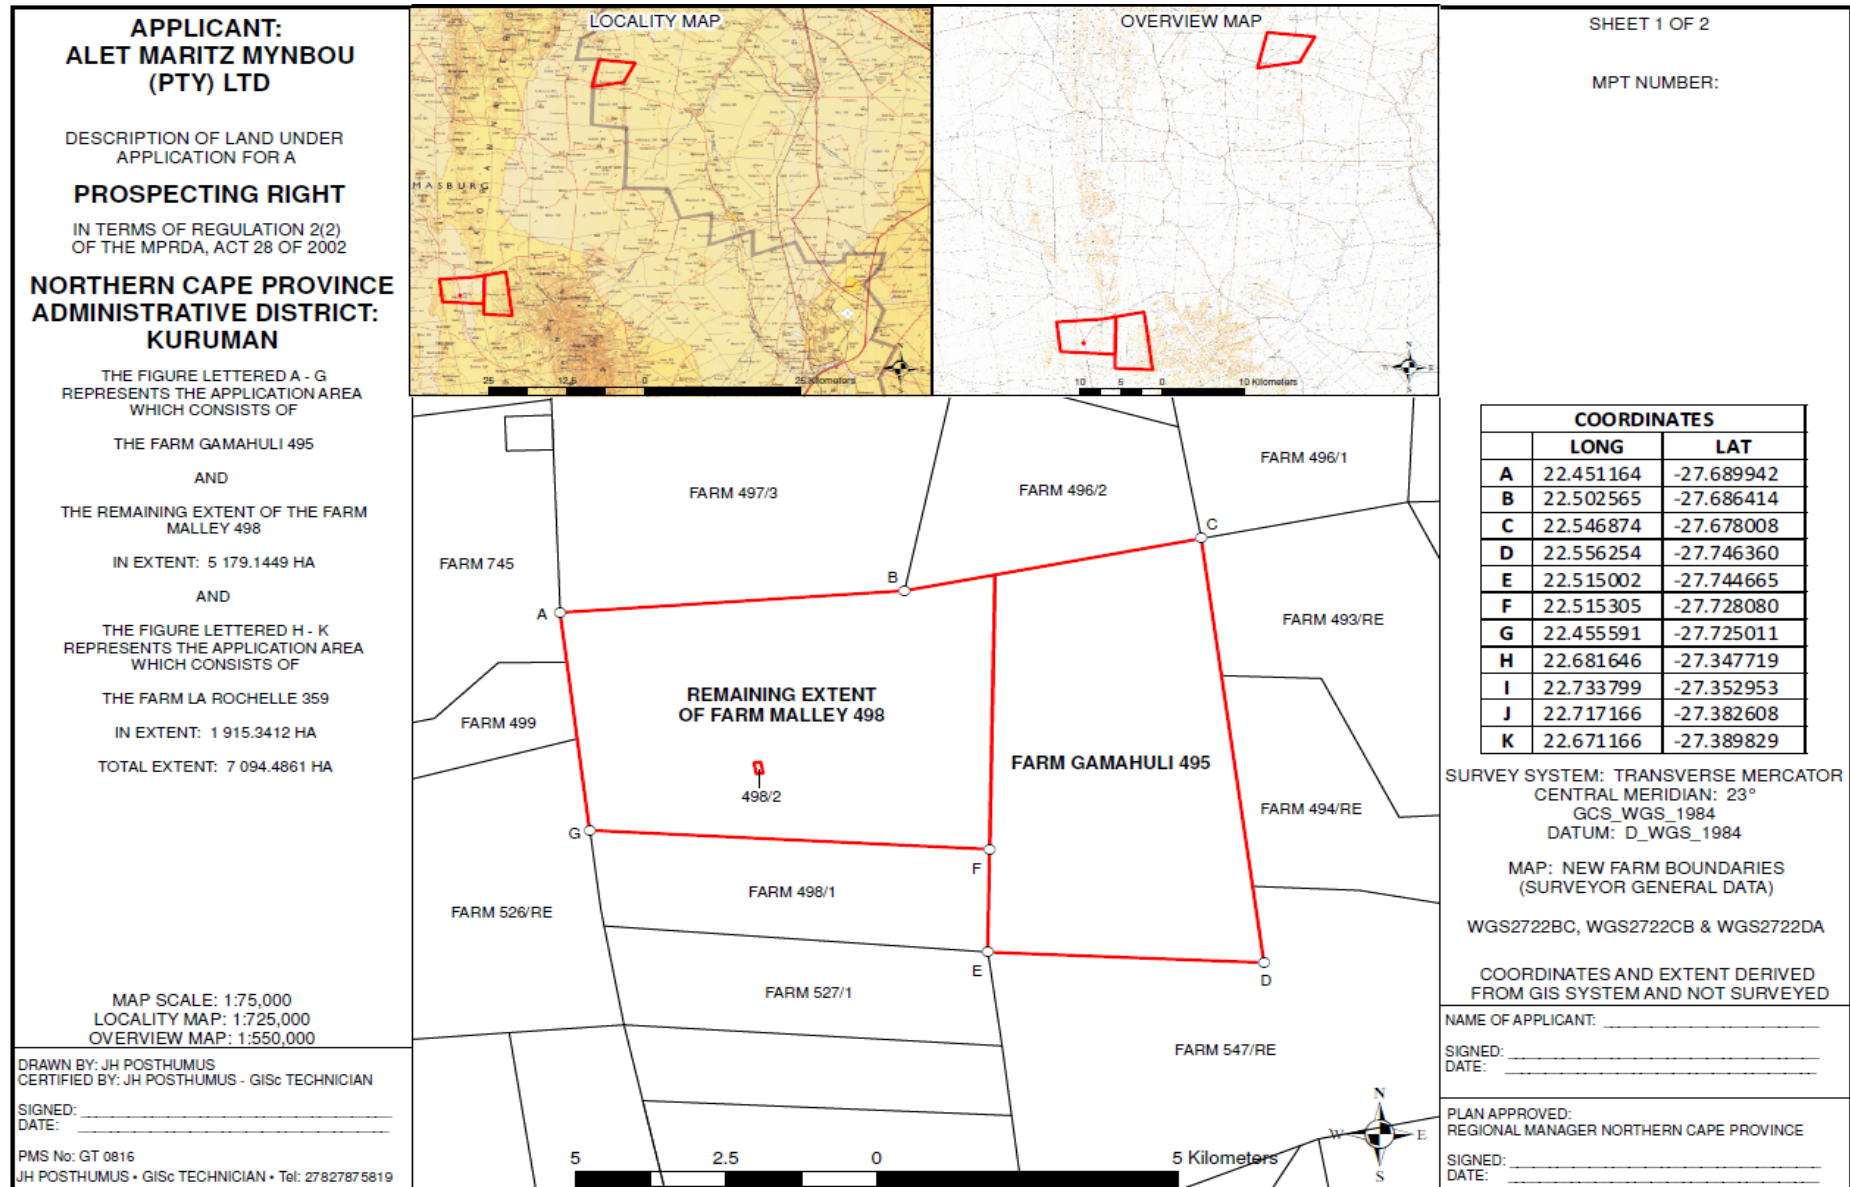 APPLICANT:
ALET MARITZ MYNBOU
(PTY) LTD
DESCRIPTION OF LAND UNDER
APPLICATION FOR A
PROSPECTING RIGHT
IN TERMS OF REGULATION 2(2)
OF THE MPRDA, ACT 28 OF 2002
NORTHERN CAPE PROVINCE
ADMINISTRATIVE DISTRICT:
KURUMAN
THE FIGURE LETTERED A - G
REPRESENTS THE APPLICATION AREA
WHICH CONSISTS OF
THE FARM GAMAHULI 495
AND
THE REMAINING EXTENT OF THE FARM
MALLEY 498
IN EXTENT: 5 179.1449 HA
AND
THE FIGURE LETTERED H - K
REPRESENTS THE APPLICATION AREA
WHICH CONSISTS OF
THE FARM LA ROCHELLE 359
IN EXTENT: 1 915.3412 HA
TOTAL EXTENT: 7 094.4861 HA
MAP SCALE: 1:75,000
LOCALITY MAP: 1:725,000
OVERVIEW MAP: 1:550,000
DRAWN BY: JH POSTHUMUS
CERTIFIED BY: JH POSTHUMUS - GISc TECHNICIAN
SIGNED:
DATE:
PMS No: GT 0816
JH POSTHUMUS • GISc TECHNICIAN • Tel: 27827875819
LOCALITY MAP
MASBURG
25 12.5 0 25 Kilometers
N
S
OVERVIEW MAP
10 5 0 10 Kilometers
N
W E
S
FARM 497/3
FARM 496/2
FARM 496/1
C
FARM 745
B
A
FARM 493/RE
REMAINING EXTENT
OF FARM MALLEY 498
FARM 499
FARM GAMAHULI 495
498/2
FARM 494/RE
G
F
FARM 498/1
FARM 526/RE
E
D
FARM 527/1
FARM 547/RE
N
W E
S
5 2.5 0 5 Kilometers
SHEET 1 OF 2
MPT NUMBER:
COORDINATES
LONG LAT
A 22.451164 -27.689942
B 22.502565 -27.686414
C 22.546874 -27.678008
D 22.556254 -27.746360
E 22.515002 -27.744665
F 22.515305 -27.728080
G 22.455591 -27.725011
H 22.681646 -27.347719
I 22.733799 -27.352953
J 22.717166 -27.382608
K 22.671166 -27.389829
SURVEY SYSTEM: TRANSVERSE MERCATOR
CENTRAL MERIDIAN: 23°
GCS_WGS_1984
DATUM: D_WGS_1984
MAP: NEW FARM BOUNDARIES
(SURVEYOR GENERAL DATA)
WGS2722BC, WGS2722CB & WGS2722DA
COORDINATES AND EXTENT DERIVED
FROM GIS SYSTEM AND NOT SURVEYED
NAME OF APPLICANT:
SIGNED:
DATE:
PLAN APPROVED:
REGIONAL MANAGER NORTHERN CAPE PROVINCE
SIGNED:
DATE: